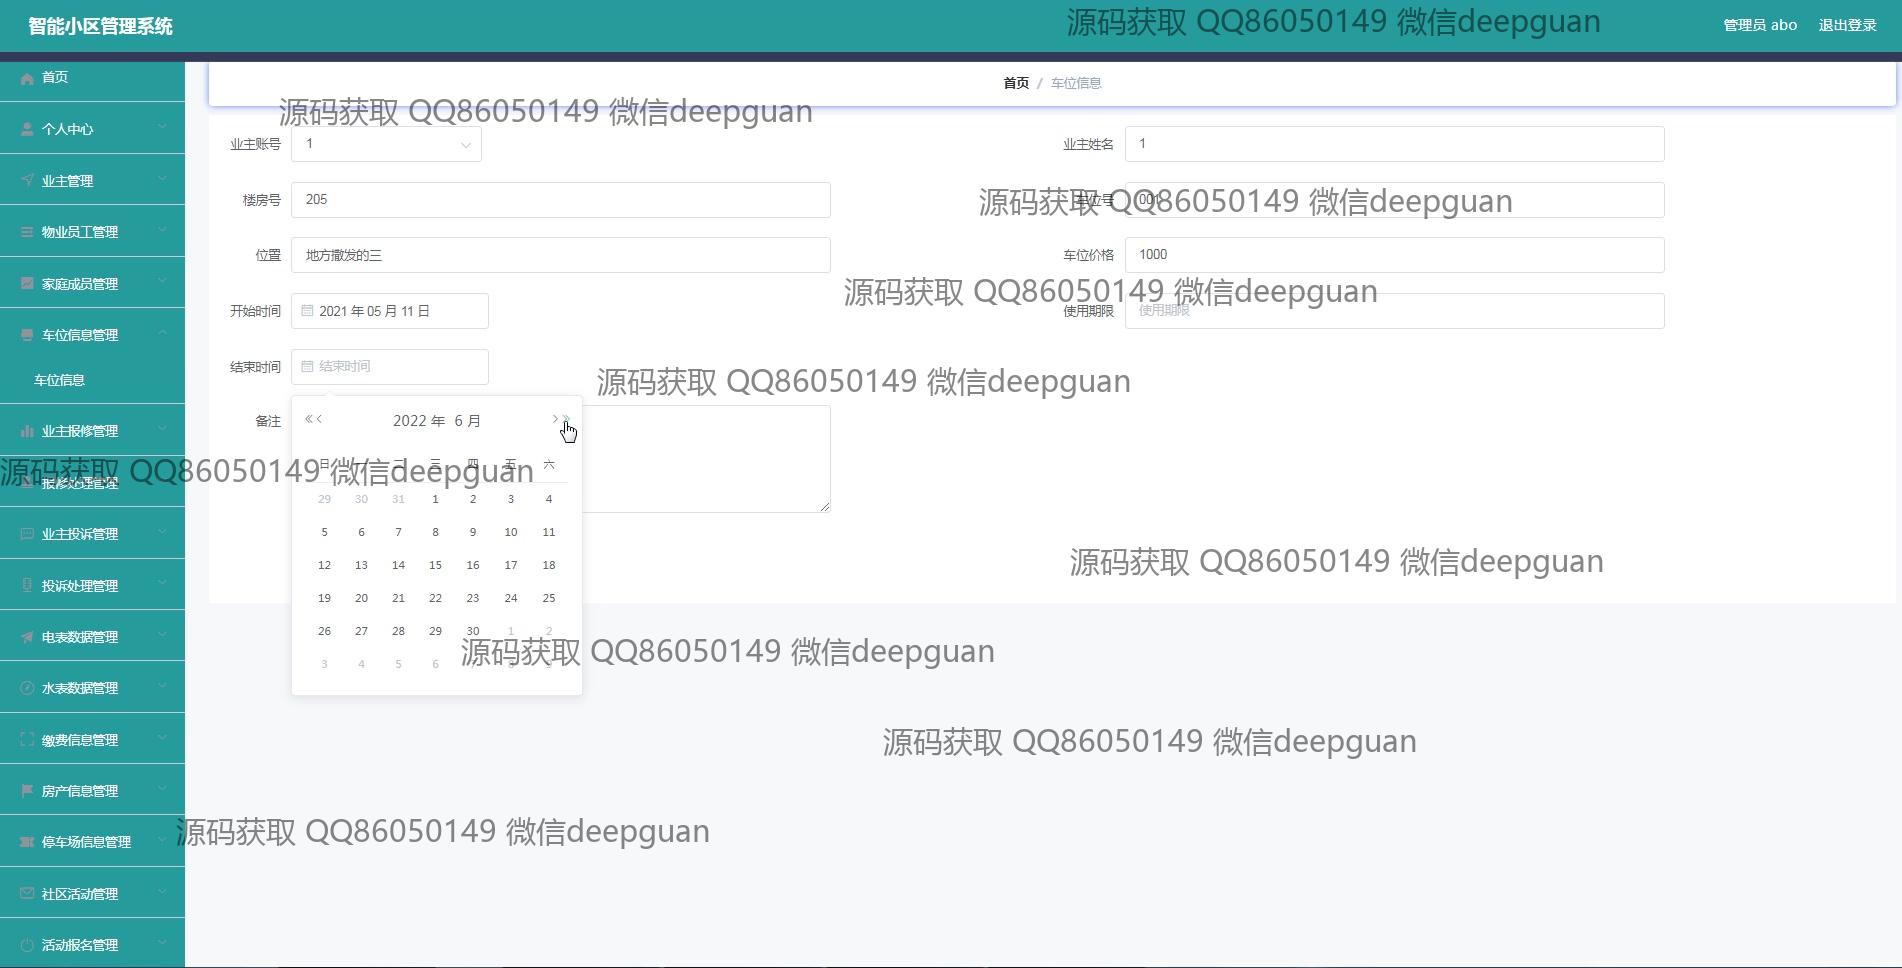 智能小区管理系统
源码获取 QQ86050149 微信deepguan
管理员 abo
退出登录
首页
个人中心
业主管理
物业员工管理
家庭成员管理
车位信息管理
车位信息
业主报修管理
报修处理管理
业主投诉管理
投诉处理管理
电表数据管理
水表数据管理
缴费信息管理
房产信息管理
停车场信息管理
社区活动管理
活动报名管理
首页 / 车位信息
源码获取 QQ86050149 微信deepguan
业主账号 1
业主姓名 1
楼房号 205
车位号 001
源码获取 QQ86050149 微信deepguan
位置 地方撒发的三
车位价格 1000
源码获取 QQ86050149 微信deepguan
开始时间 2021 年 05 月 11 日
使用期限 使用期限
结束时间 结束时间
源码获取 QQ86050149 微信deepguan
备注
2022 年 6 月
日 一 二 三 四 五 六
源码获取 QQ86050149 微信deepguan
29 30 31 1 2 3 4
5 6 7 8 9 10 11
12 13 14 15 16 17 18
源码获取 QQ86050149 微信deepguan
19 20 21 22 23 24 25
26 27 28 29 30 1 2
源码获取 QQ86050149 微信deepguan
3 4 5 6 8
源码获取 QQ86050149 微信deepguan
源码获取 QQ86050149 微信deepguan